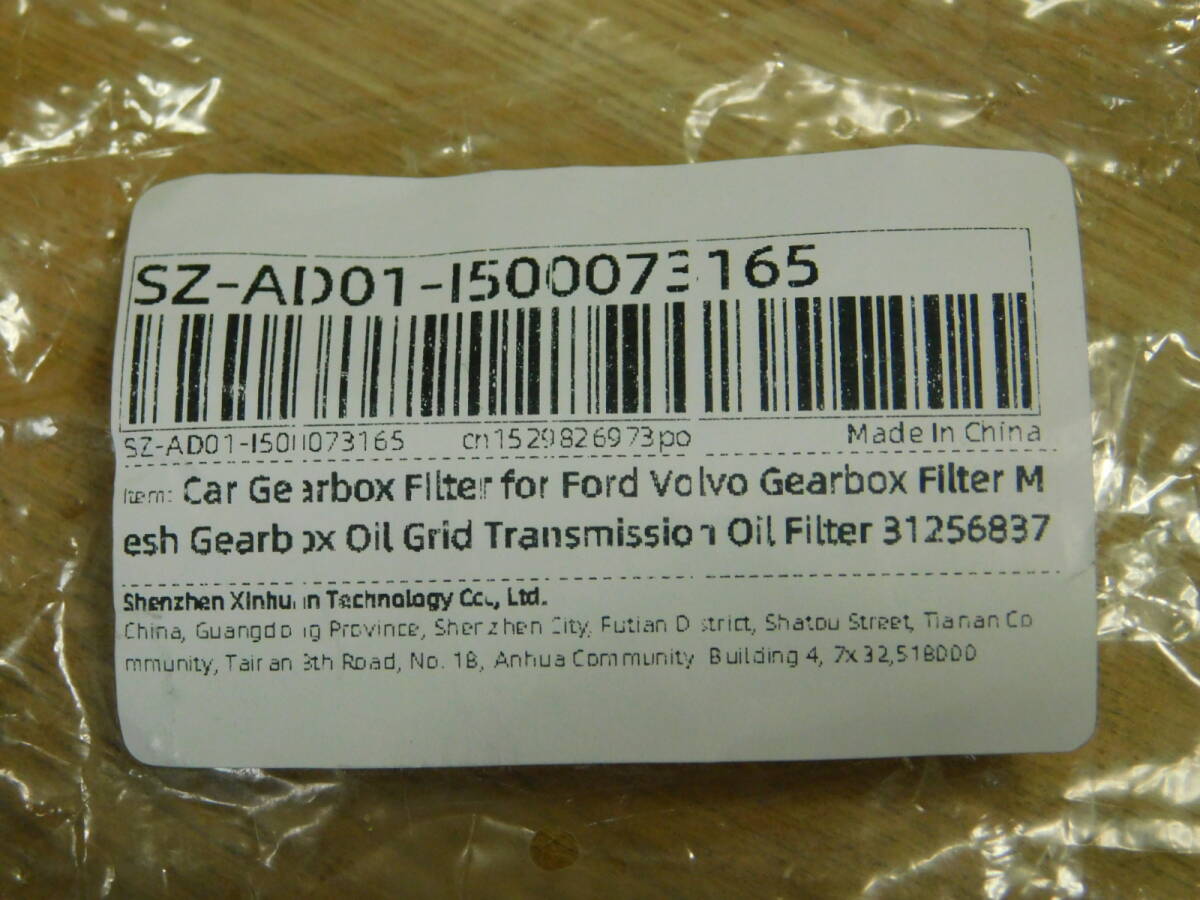 SZ-AD01-I500073165
SZ-AD01-I500073165 cn1529826973po Made In China
Item: Car Gearbox Filter for Ford Volvo Gearbox Filter M
esh Gearbox Oil Grid Transmission Oil Filter 31256837
Shenzhen Xinhuan Technology Co., Ltd.
China, Guangdong Province, Shenzhen City, Futian District, Shatou Street, Tianan Co
mmunity, Tairan 8th Road, No. 18, Anhua Community Building 4, 7x32,518000